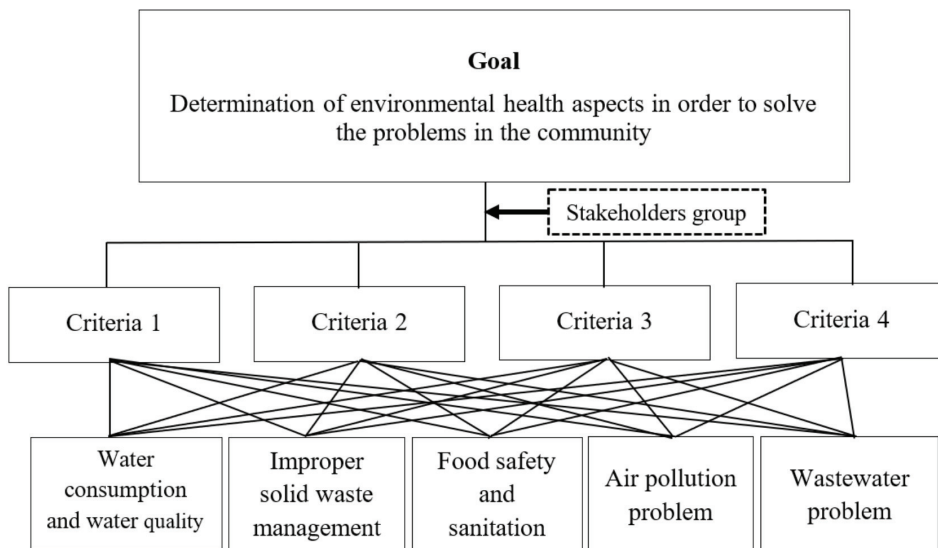 Goal
Determination of environmental health aspects in order to solve
the problems in the community
Stakeholders group
Criteria 1
Criteria 2
Criteria 3
Criteria 4
Water
consumption
and water quality
Improper
solid waste
management
Food safety
and
sanitation
Air pollution
problem
Wastewater
problem